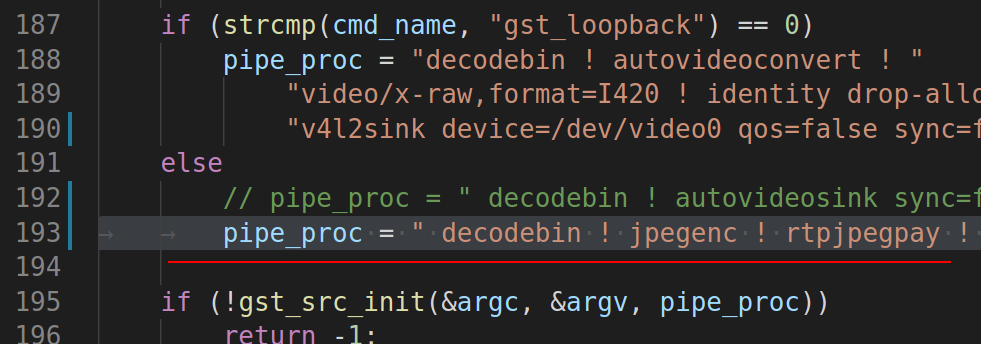 187 if (strcmp(cmd_name, "gst_loopback") == 0)
188 pipe_proc = "decodebin ! autovideoconvert ! "
189 "video/x-raw,format=I420 ! identity drop-allo
190 "v4l2sink device=/dev/video0 qos=false sync=f
191 else
192 // pipe_proc = " decodebin ! autovideosink sync=f
193 pipe_proc = " decodebin ! jpegenc ! rtpjpegpay !
194
195 if (!gst_src_init(&argc, &argv, pipe_proc))
196 return -1;